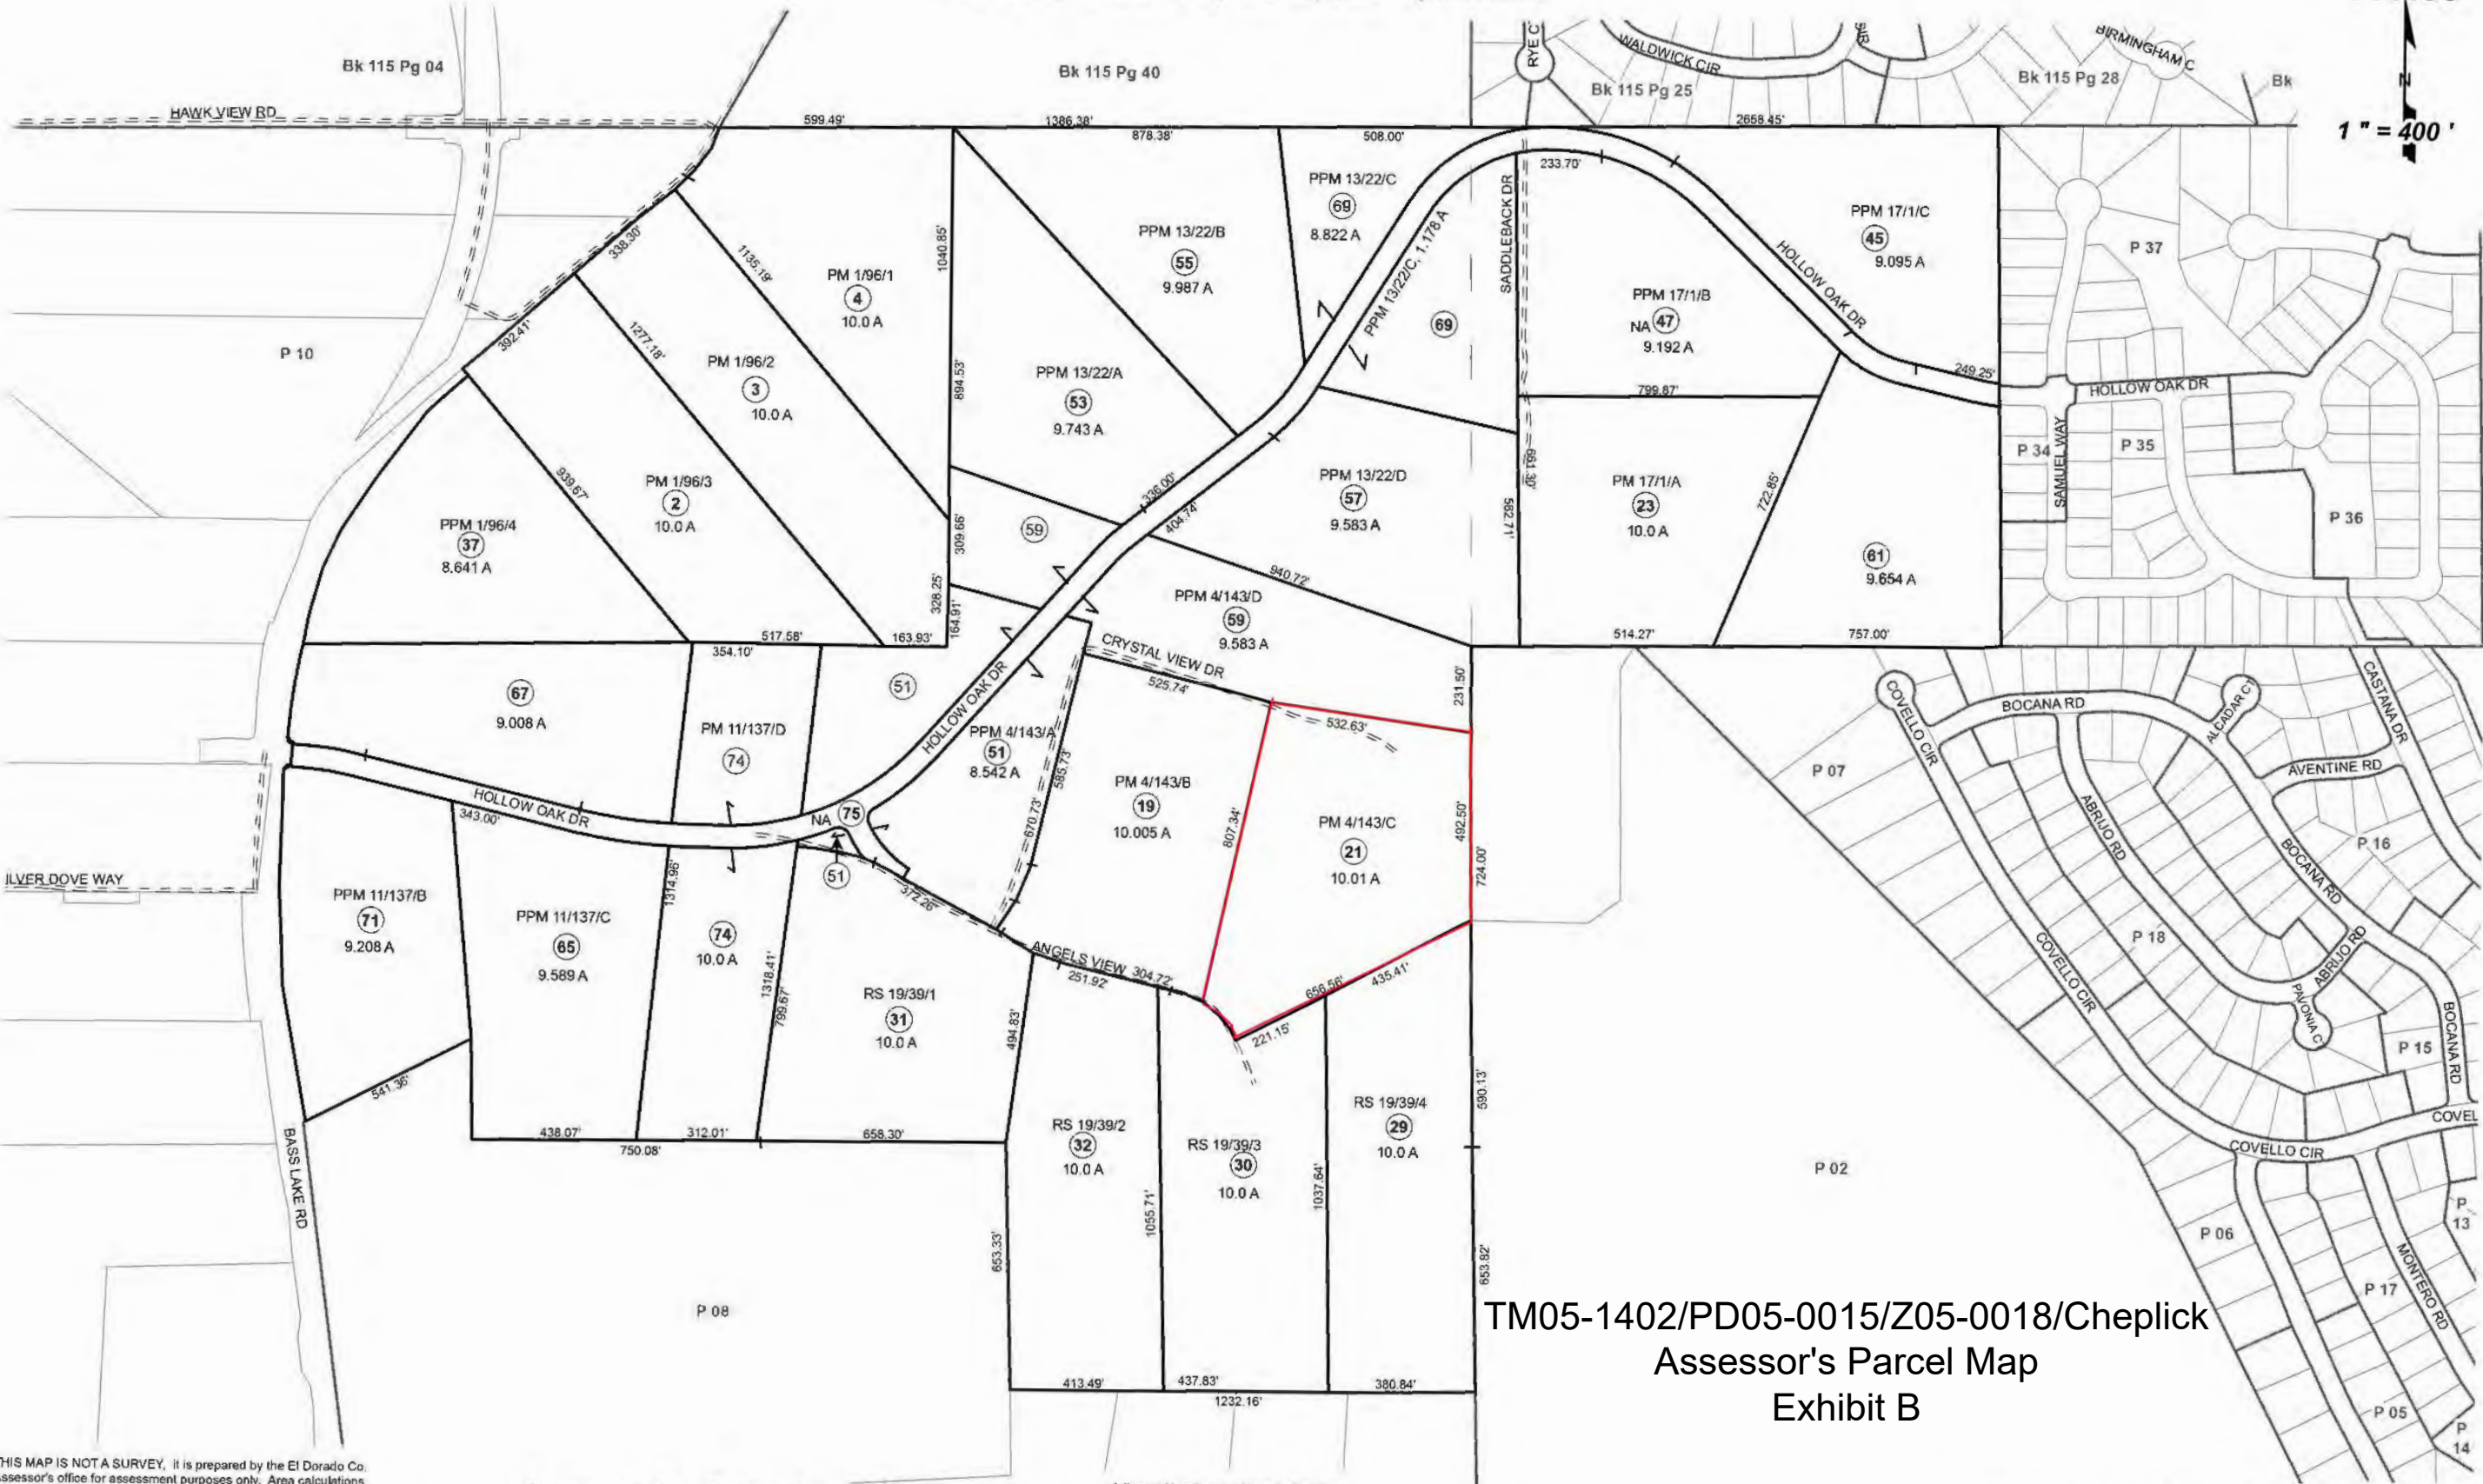 Bk 115 Pg 04
Bk 115 Pg 40
RYE C
WALDWICK CIR
Bk 115 Pg 25
BIRMINGHAM C
Bk 115 Pg 28
Bk
N
1 " = 400 '
HAWK VIEW RD
599.49'
1386.38'
878.38'
508.00'
2658.45'
233.70'
338.30'
392.41'
1135.19'
1277.18'
PM 1/96/1
4
10.0 A
1040.85'
894.53'
PPM 13/22/B
55
9.987 A
PPM 13/22/C
69
8.822 A
PPM 13/22/C, 1.178 A
69
SADDLEBACK DR
PPM 17/1/C
45
9.095 A
HOLLOW OAK DR
PPM 17/1/B
NA 47
9.192 A
799.87'
249.25'
P 37
HOLLOW OAK DR
P 34
SAMUEL WAY
P 35
P 36
P 10
PM 1/96/2
3
10.0 A
PPM 13/22/A
53
9.743 A
PM 1/96/3
2
10.0 A
939.67'
PPM 1/96/4
37
8.641 A
309.66'
59
336.00'
404.74'
PPM 13/22/D
57
9.583 A
562.71'
661.30'
PM 17/1/A
23
10.0 A
722.85'
61
9.654 A
328.25'
164.91'
940.72'
PPM 4/143/D
59
9.583 A
517.58'
163.93'
354.10'
514.27'
757.00'
CRYSTAL VIEW DR
525.74'
532.63'
231.50'
67
9.008 A
PM 11/137/D
74
51
HOLLOW OAK DR
PPM 4/143/A
51
8.542 A
585.73'
670.73'
PM 4/143/B
19
10.005 A
807.34'
PM 4/143/C
21
10.01 A
492.50'
724.00'
P 07
COVELLO CIR
BOCANA RD
ALCADAR CT
CASTANA DR
AVENTINE RD
ABRIJO RD
BOCANA RD
P 16
P 18
ABRIJO RD
PAVONIA C
COVELLO CIR
BOCANA RD
P 15
HOLLOW OAK DR
343.00'
NA 75
51
372.26'
ILVER DOVE WAY
PPM 11/137/B
71
9.208 A
PPM 11/137/C
65
9.589 A
1314.96'
74
10.0 A
1318.41'
799.67'
RS 19/39/1
31
10.0 A
494.83'
ANGELS VIEW 304.72'
251.92'
656.56'
435.41'
221.15'
541.36'
438.07'
312.01'
658.30'
750.08'
RS 19/39/2
32
10.0 A
RS 19/39/3
30
10.0 A
RS 19/39/4
29
10.0 A
590.13'
1055.71'
1037.64'
653.33'
653.82'
BASS LAKE RD
P 08
P 02
COVELLO CIR
COVEL
P 13
P 06
P 17
MONTERO RD
P 05
P 14
413.49'
437.83'
380.84'
1232.16'
TM05-1402/PD05-0015/Z05-0018/Cheplick
Assessor's Parcel Map
Exhibit B
HIS MAP IS NOT A SURVEY, it is prepared by the El Dorado Co.
ssessor's office for assessment purposes only. Area calculations